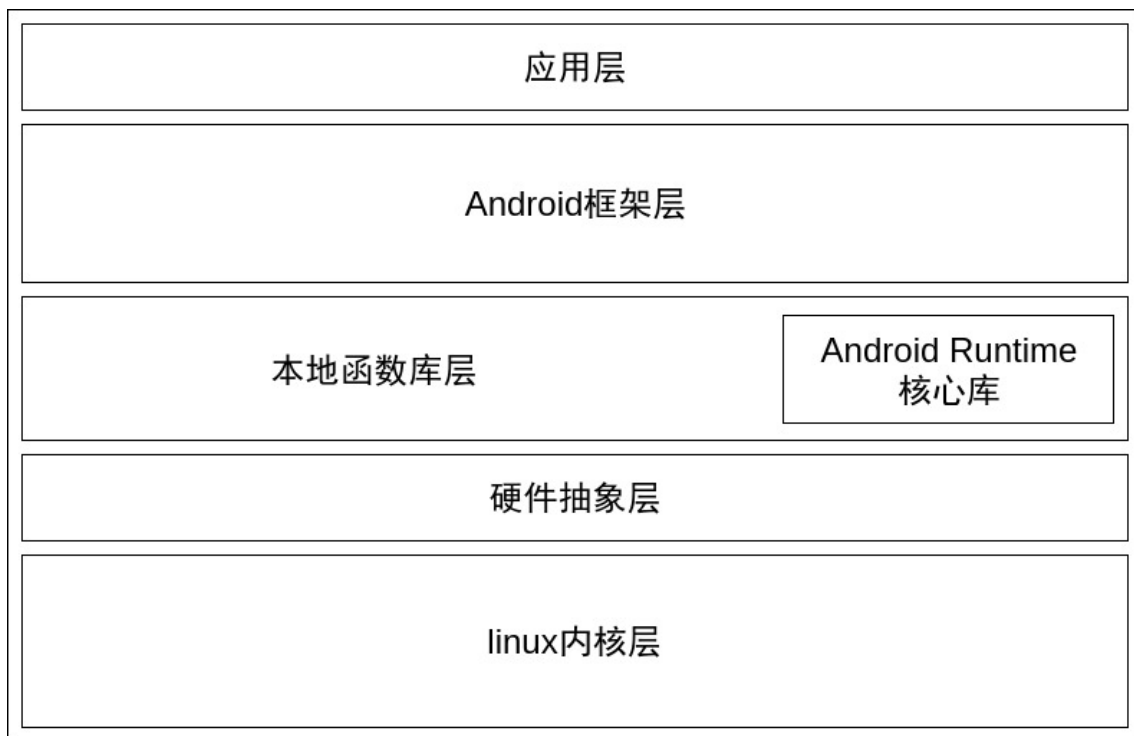 应用层
Android框架层
本地函数库层
Android Runtime
核心库
硬件抽象层
linux内核层